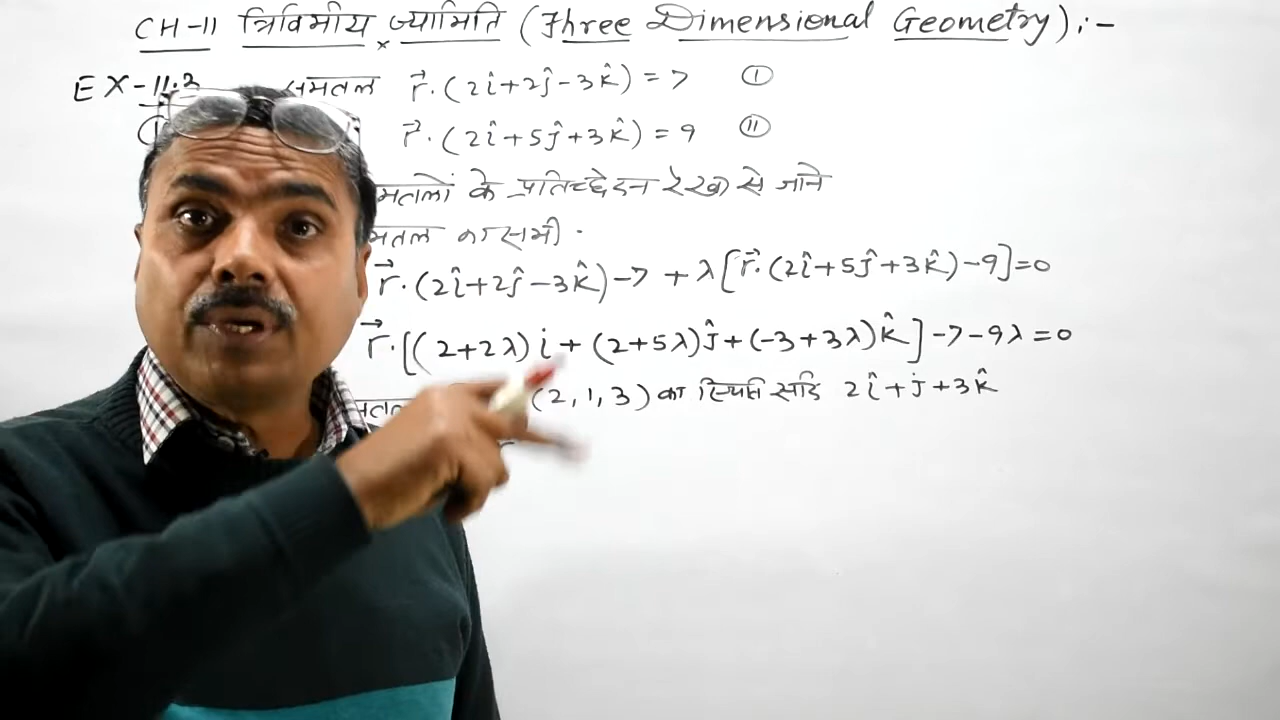 CH-11 त्रिविमीय ज्यामिति (Three Dimensional Geometry):-
EX-11.3 समतल r⃗.(2î+2ĵ-3k̂) = 7 (I)
r⃗.(2î+5ĵ+3k̂) = 9 (II)
मतलों के प्रतिच्छेदन रेखा से जाने
मतल का समी.
r⃗.(2î+2ĵ-3k̂)-7 + λ[r⃗.(2î+5ĵ+3k̂)-9]=0
r⃗.[(2+2λ)i+(2+5λ)ĵ+(-3+3λ)k̂]-7-9λ=0
मतल (2,1,3) का स्थिति सदि 2î+j+3k̂